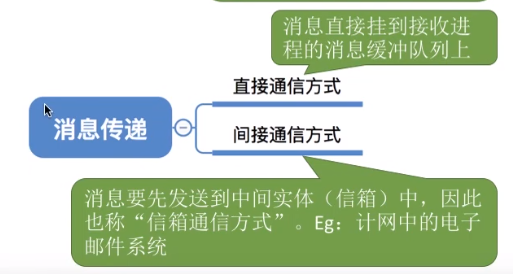 消息直接挂到接收进
程的消息缓冲队列上
直接通信方式
消息传递
间接通信方式
消息要先发送到中间实体（信箱）中，因此
也称“信箱通信方式”。Eg：计网中的电子
邮件系统